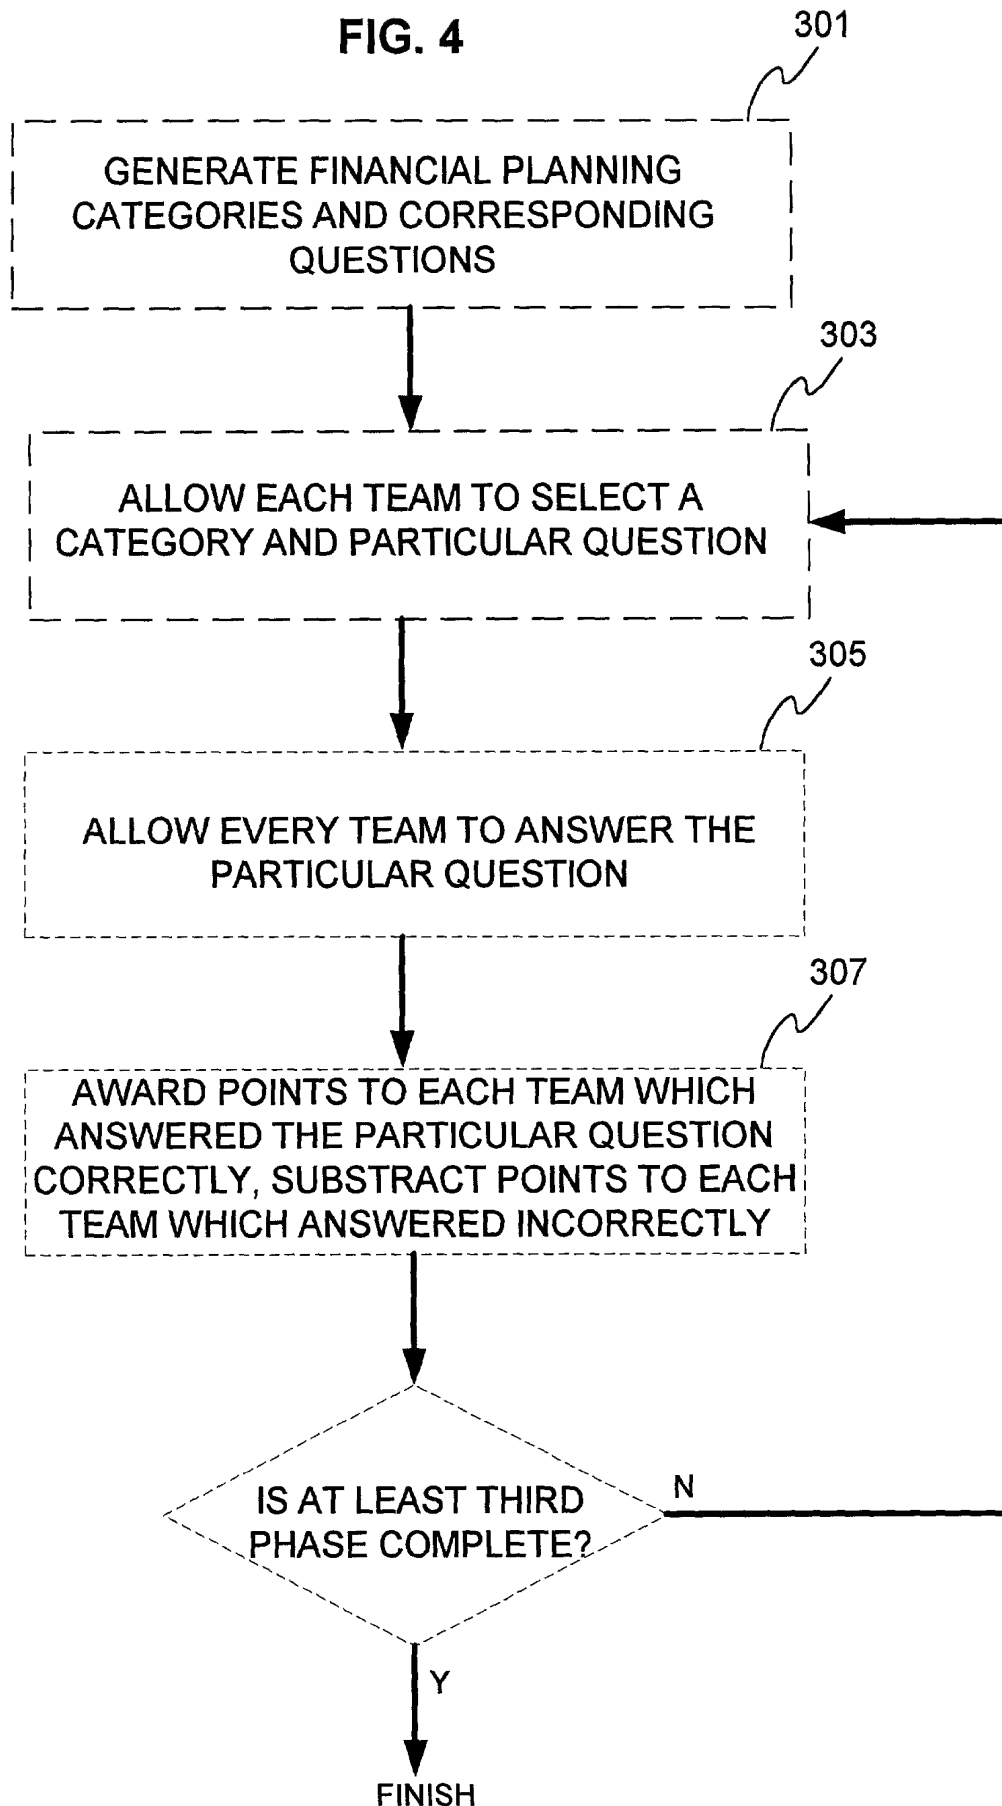 FIG. 4
301
GENERATE FINANCIAL PLANNING
CATEGORIES AND CORRESPONDING
QUESTIONS
303
ALLOW EACH TEAM TO SELECT A
CATEGORY AND PARTICULAR QUESTION
305
ALLOW EVERY TEAM TO ANSWER THE
PARTICULAR QUESTION
307
AWARD POINTS TO EACH TEAM WHICH
ANSWERED THE PARTICULAR QUESTION
CORRECTLY, SUBSTRACT POINTS TO EACH
TEAM WHICH ANSWERED INCORRECTLY
IS AT LEAST THIRD
PHASE COMPLETE?
N
Y
FINISH